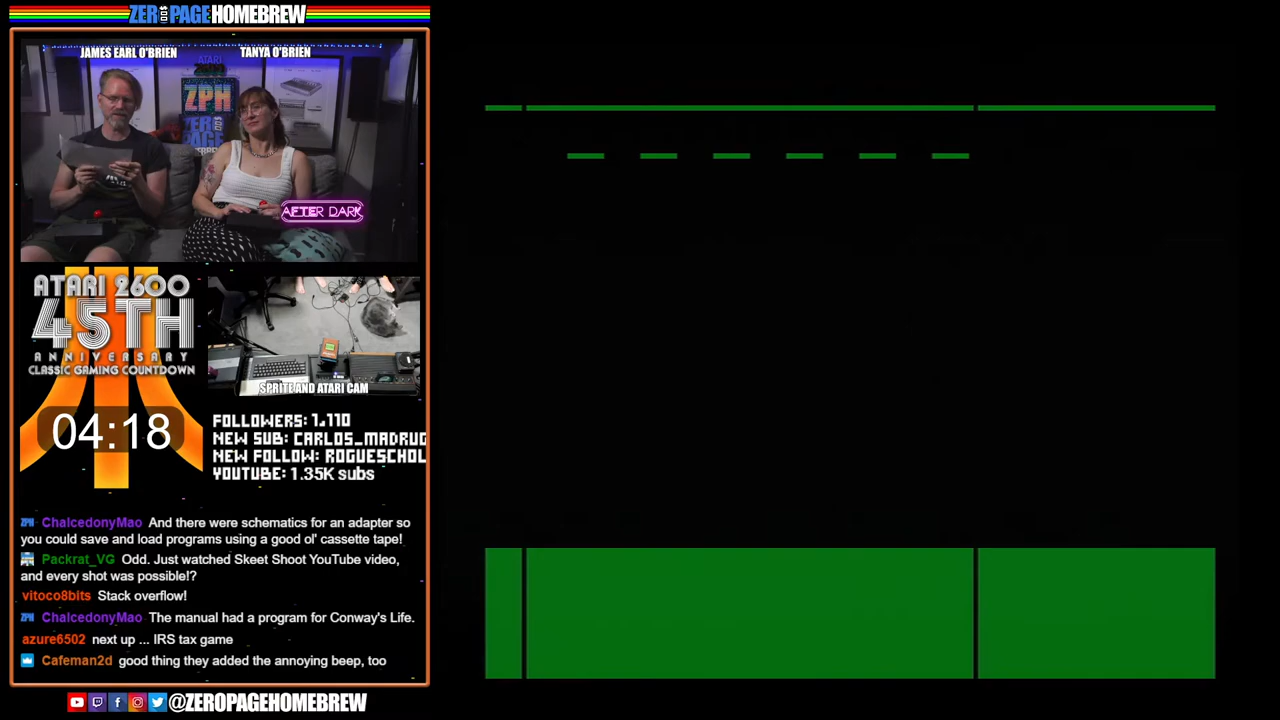 ZERO PAGE HOMEBREW
JAMES EARL O'BRIEN
TANYA O'BRIEN
ZPH
AFTER DARK
ATARI 2600
45TH
ANNIVERSARY
CLASSIC GAMING COUNTDOWN
04:18
SPRITE AND ATARI CAM
FOLLOWERS: 1,110
NEW SUB: CARLOS_MADRUG
NEW FOLLOW: ROGUESCHOL
YOUTUBE: 1.35K subs
ChalcedonyMao And there were schematics for an adapter so
you could save and load programs using a good ol' cassette tape!
Packrat_VG Odd. Just watched Skeet Shoot YouTube video,
and every shot was possible!?
vitoco8bits Stack overflow!
ChalcedonyMao The manual had a program for Conway's Life.
azure6502 next up ... IRS tax game
Cafeman2d good thing they added the annoying beep, too
@ZEROPAGEHOMEBREW